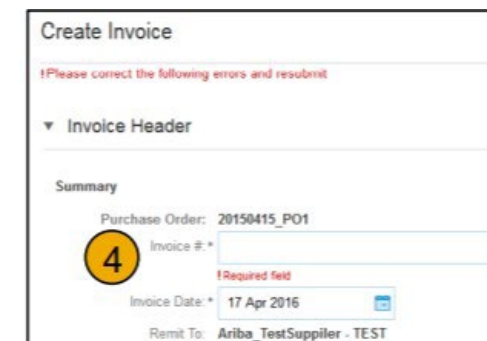 Create Invoice
!Please correct the following errors and resubmit
▼ Invoice Header
Summary
Purchase Order: 20150415_PO1
4
Invoice #:*
!Required field
Invoice Date:* 17 Apr 2016
Remit To: Ariba_TestSuppiler - TEST